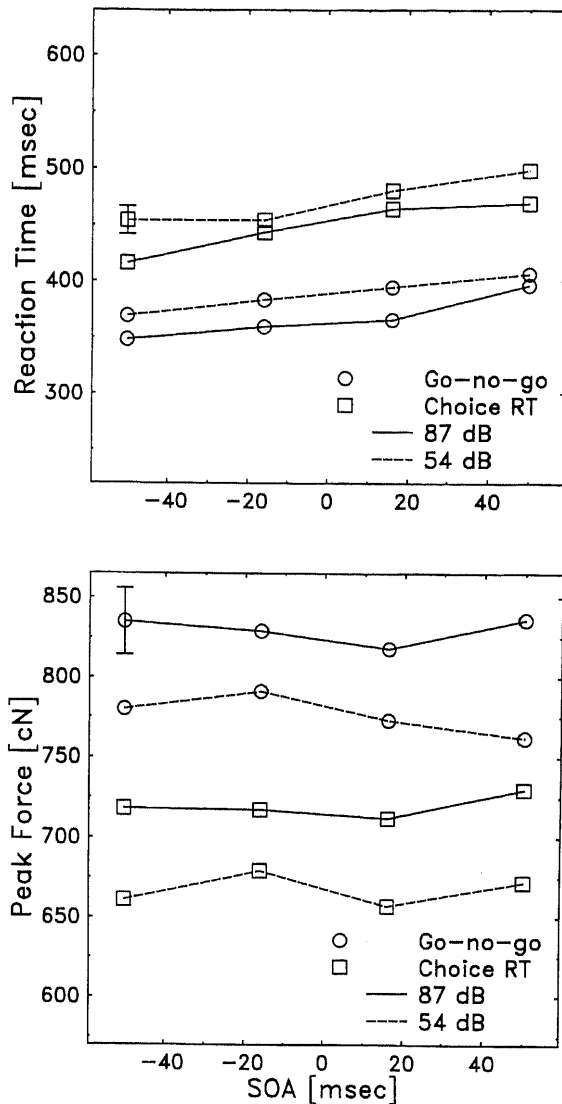 600
500
400
300
Reaction Time [msec]
Go-no-go
Choice RT
87 dB
54 dB
-40 -20 0 20 40
850
800
750
700
650
600
Peak Force [cN]
Go-no-go
Choice RT
87 dB
54 dB
-40 -20 0 20 40
SOA [msec]